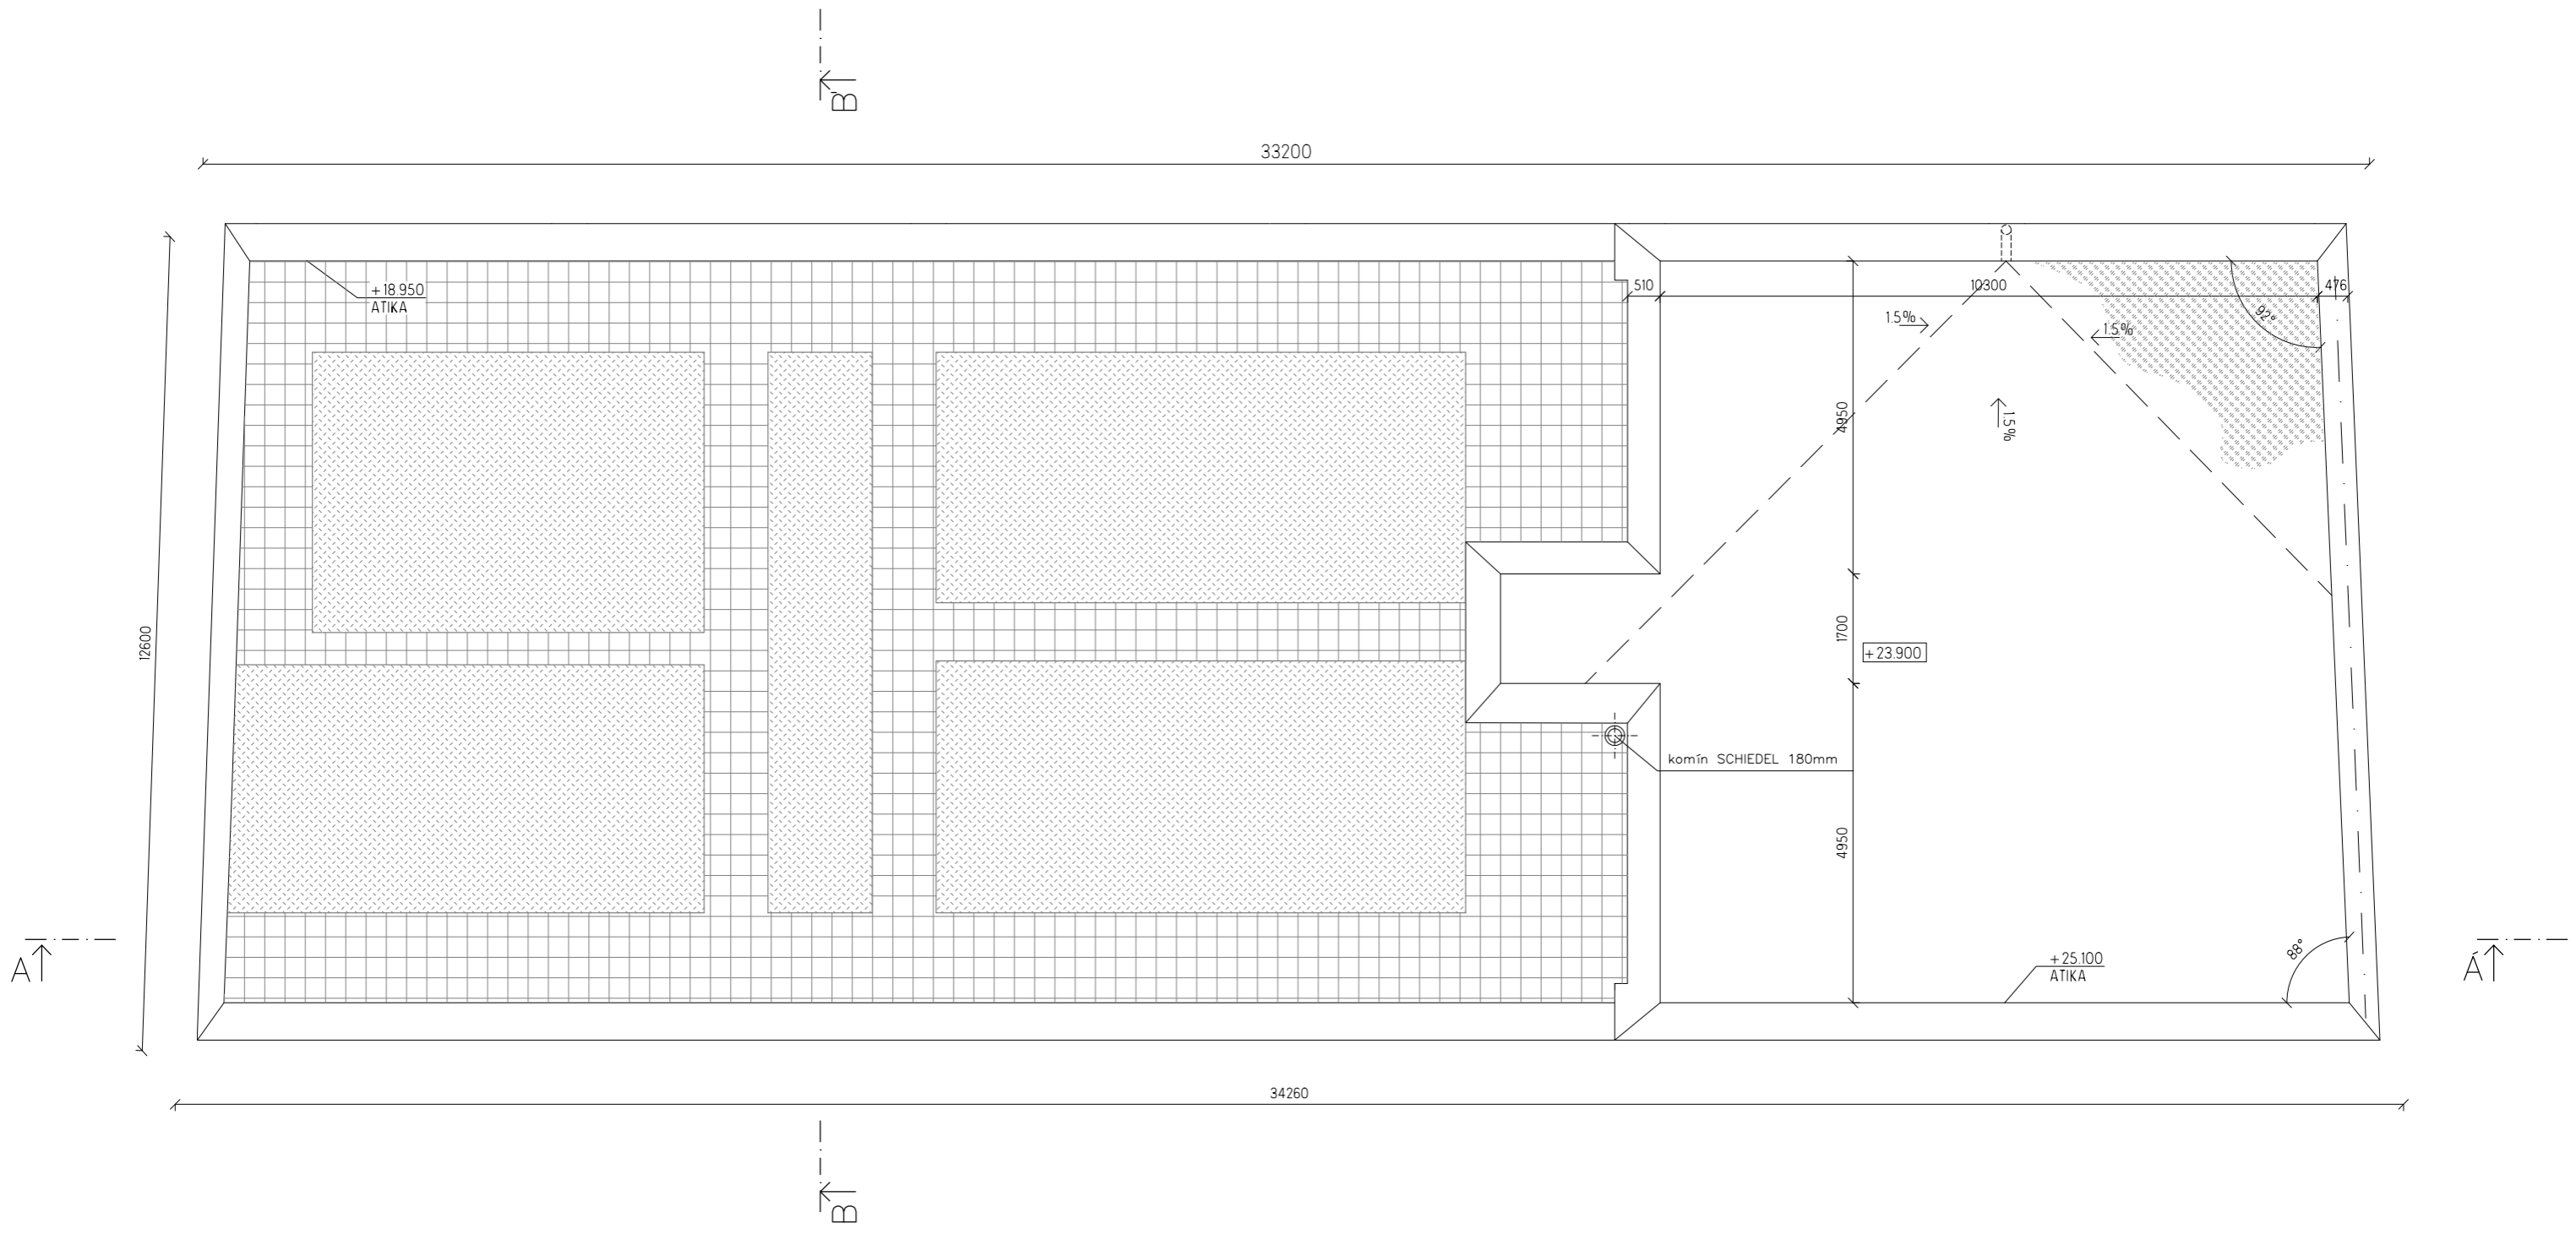 B́
33200
+18.950
ATIKA
510
10300
476
92°
1.5%
1.5%
4950
1.5%
12600
1700
+23.900
komín SCHIEDEL 180mm
4950
88°
+25.100
ATIKA
A
Á
34260
B